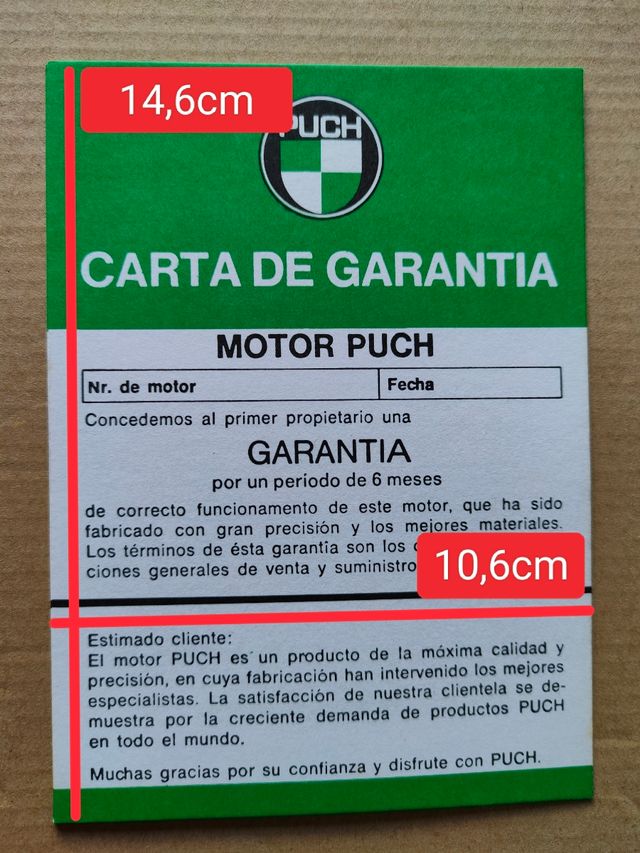 14,6cm
PUCH
CARTA DE GARANTIA
MOTOR PUCH
Nr. de motor
Fecha
Concedemos al primer propietario una
GARANTIA
por un periodo de 6 meses
de correcto funcionamento de este motor, que ha sido
fabricado con gran precisión y los mejores materiales.
Los términos de ésta garantía son los
ciones generales de venta y suministro
10,6cm
Estimado cliente:
El motor PUCH es un producto de la máxima calidad y
precisión, en cuya fabricación han intervenido los mejores
especialistas. La satisfacción de nuestra clientela se de-
muestra por la creciente demanda de productos PUCH
en todo el mundo.
Muchas gracias por su confianza y disfrute con PUCH.